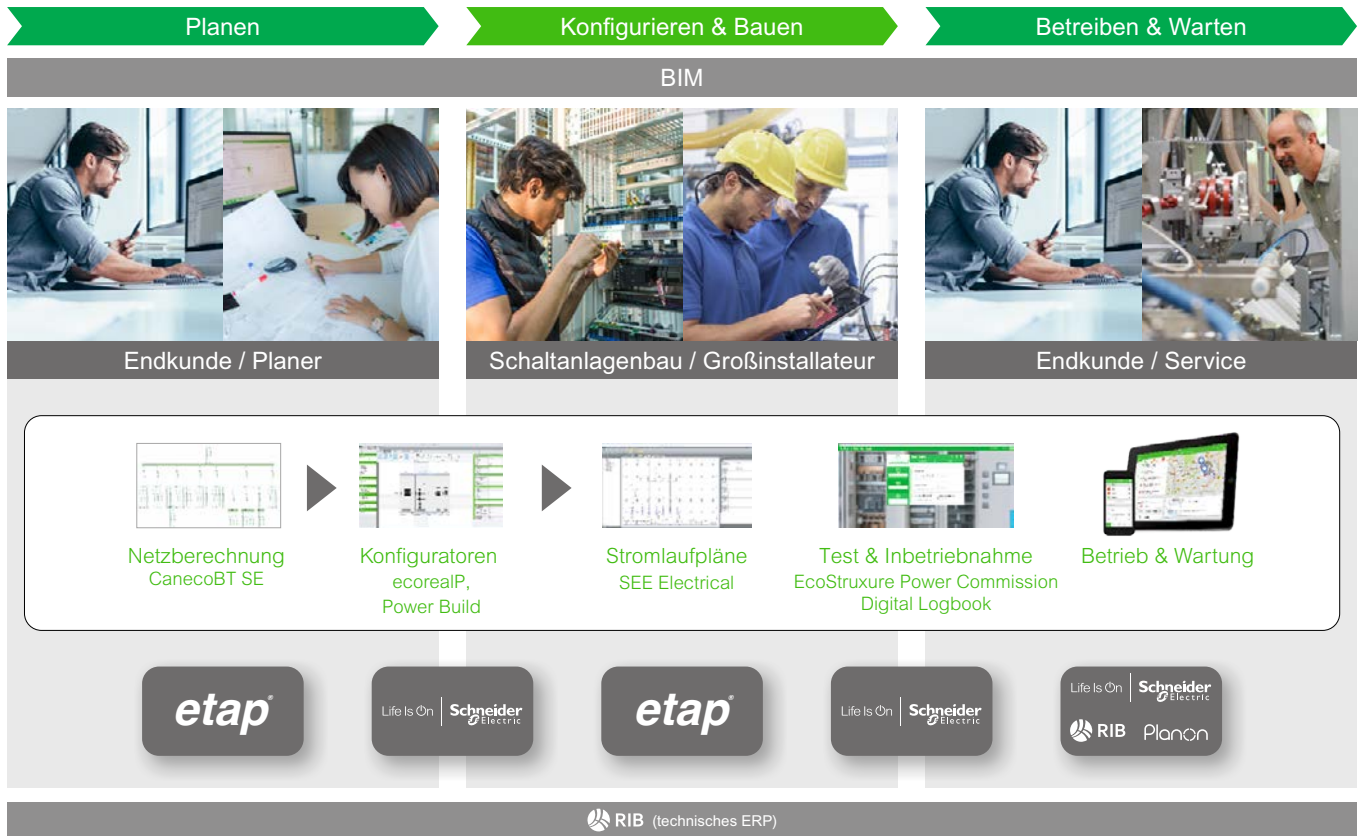 Planen
Konfigurieren & Bauen
Betreiben & Warten
BIM
Endkunde / Planer
Schaltanlagenbau / Großinstallateur
Endkunde / Service
Netzberechnung
CanecoBT SE
Konfiguratoren
ecorealP,
Power Build
Stromlaufpläne
SEE Electrical
Test & Inbetriebnahme
EcoStruxure Power Commission
Digital Logbook
Betrieb & Wartung
etap®
Life Is On | Schneider Electric
etap®
Life Is On | Schneider Electric
Life Is On | Schneider Electric
RIB Planon
RIB (technisches ERP)